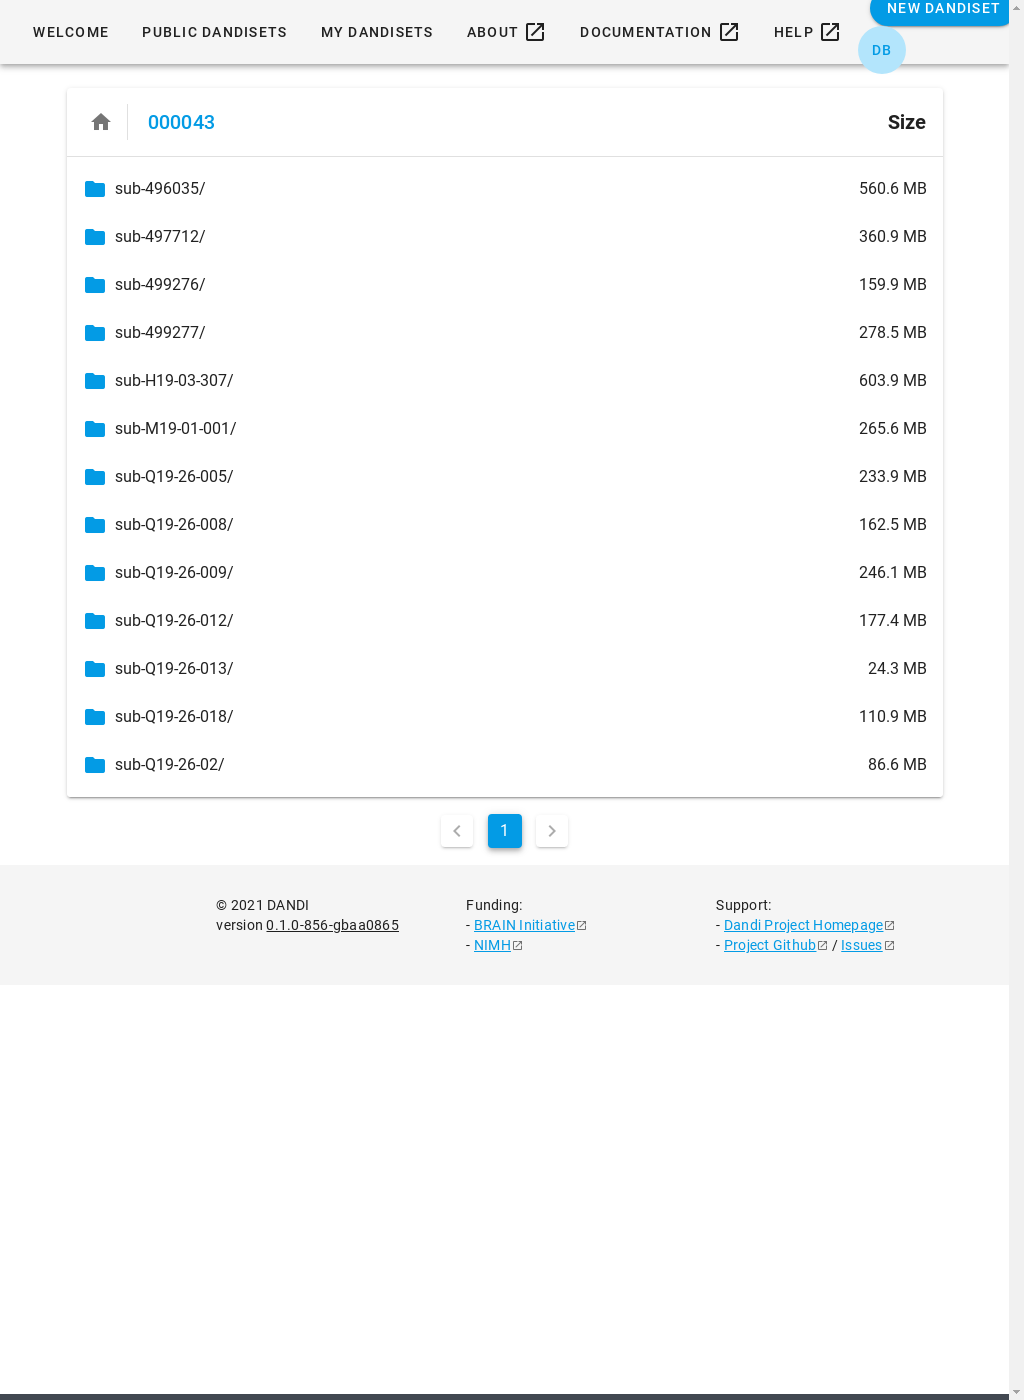 WELCOME PUBLIC DANDISETS MY DANDISETS ABOUT DOCUMENTATION HELP NEW DANDISET
DB
000043 Size
sub-496035/ 560.6 MB
sub-497712/ 360.9 MB
sub-499276/ 159.9 MB
sub-499277/ 278.5 MB
sub-H19-03-307/ 603.9 MB
sub-M19-01-001/ 265.6 MB
sub-Q19-26-005/ 233.9 MB
sub-Q19-26-008/ 162.5 MB
sub-Q19-26-009/ 246.1 MB
sub-Q19-26-012/ 177.4 MB
sub-Q19-26-013/ 24.3 MB
sub-Q19-26-018/ 110.9 MB
sub-Q19-26-02/ 86.6 MB
1
© 2021 DANDI
version 0.1.0-856-gbaa0865
Funding:
- BRAIN Initiative
- NIMH
Support:
- Dandi Project Homepage
- Project Github / Issues